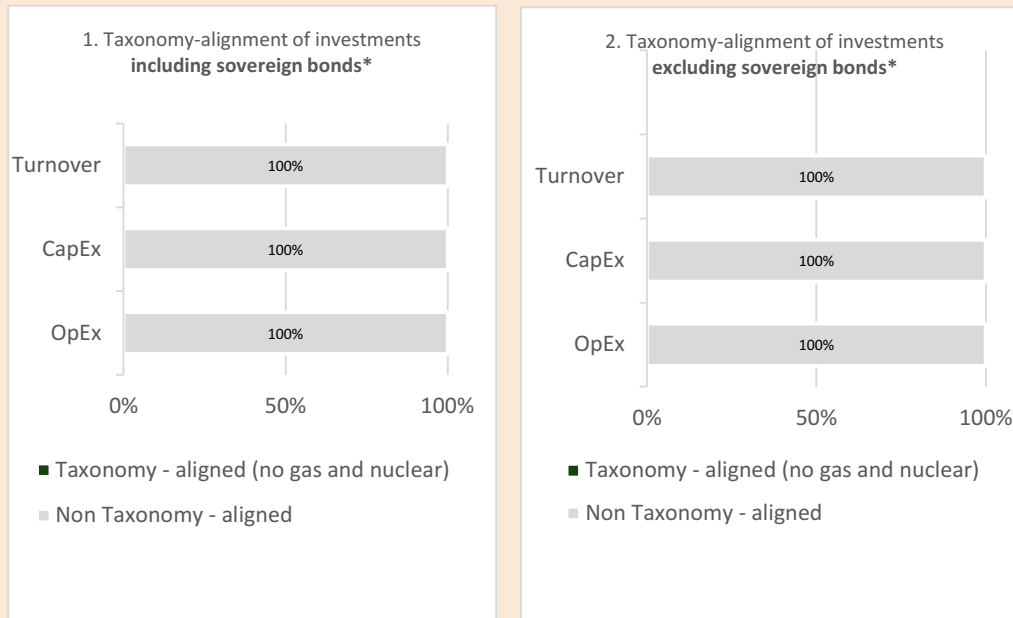 1. Taxonomy-alignment of investments
including sovereign bonds*
Turnover
100%
CapEx
100%
OpEx
100%
0% 50% 100%
Taxonomy - aligned (no gas and nuclear)
Non Taxonomy - aligned
2. Taxonomy-alignment of investments
excluding sovereign bonds*
Turnover
100%
CapEx
100%
OpEx
100%
0% 50% 100%
Taxonomy - aligned (no gas and nuclear)
Non Taxonomy - aligned